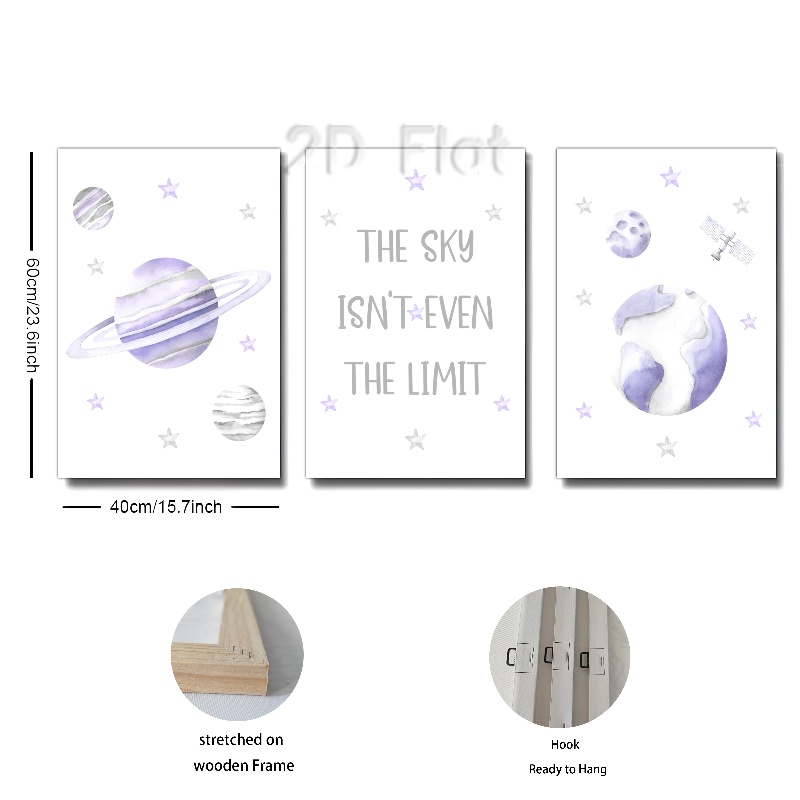 2D Flat
THE SKY
ISN'T EVEN
THE LIMIT
60cm/23.6inch
40cm/15.7inch
stretched on
wooden Frame
Hook
Ready to Hang